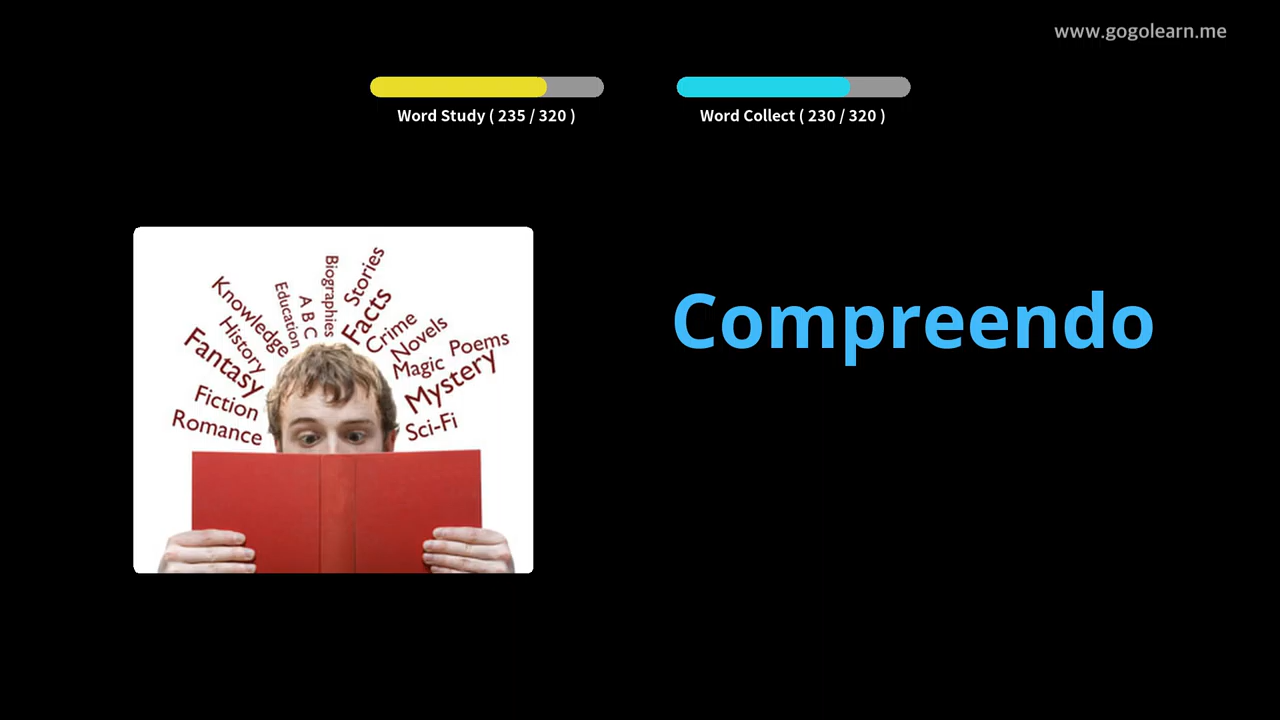 www.gogolearn.me
Word Study ( 235 / 320 )
Word Collect ( 230 / 320 )
Compreendo
Biographies
Stories
Education
A B C
Facts
Knowledge
Crime
History
Novels
Poems
Fantasy
Magic
Mystery
Fiction
Romance
Sci-Fi